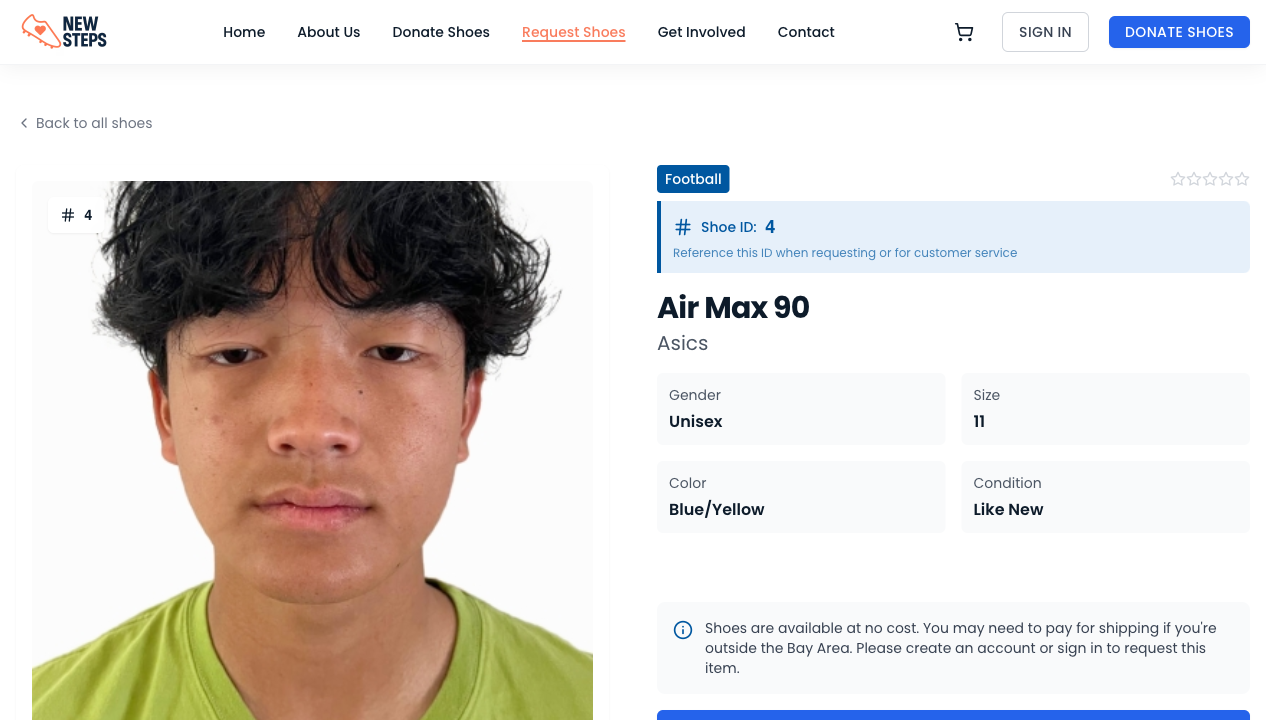 NEW
STEPS
Home
About Us
Donate Shoes
Request Shoes
Get Involved
Contact
SIGN IN
DONATE SHOES
Back to all shoes
# 4
Football
# Shoe ID: 4
Reference this ID when requesting or for customer service
Air Max 90
Asics
Gender
Unisex
Size
11
Color
Blue/Yellow
Condition
Like New
Shoes are available at no cost. You may need to pay for shipping if you're
outside the Bay Area. Please create an account or sign in to request this
item.